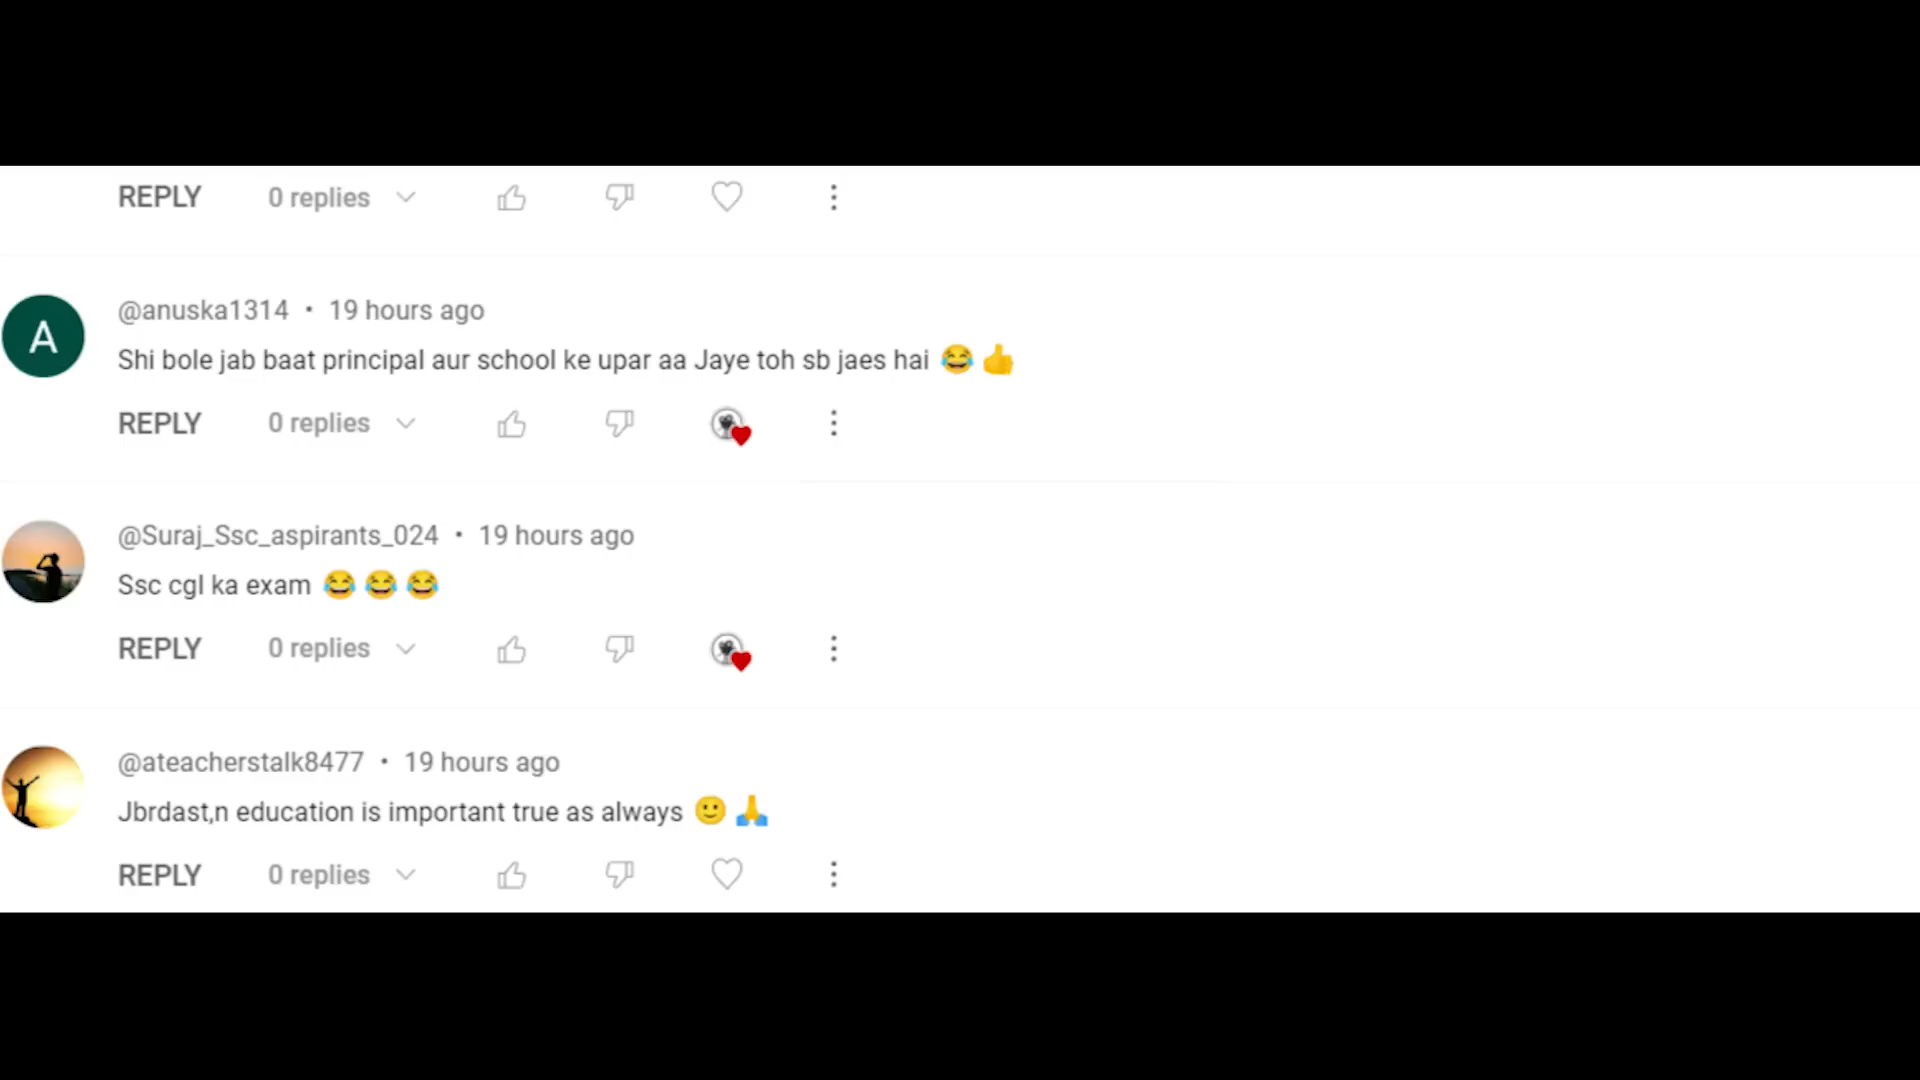 REPLY 0 replies
A
@anuska1314 • 19 hours ago
Shi bole jab baat principal aur school ke upar aa Jaye toh sb jaes hai 😂 👍
REPLY 0 replies
@Suraj_Ssc_aspirants_024 • 19 hours ago
Ssc cgl ka exam 😂 😂 😂
REPLY 0 replies
@ateacherstalk8477 • 19 hours ago
Jbrdast,n education is important true as always 🙂 🙏
REPLY 0 replies